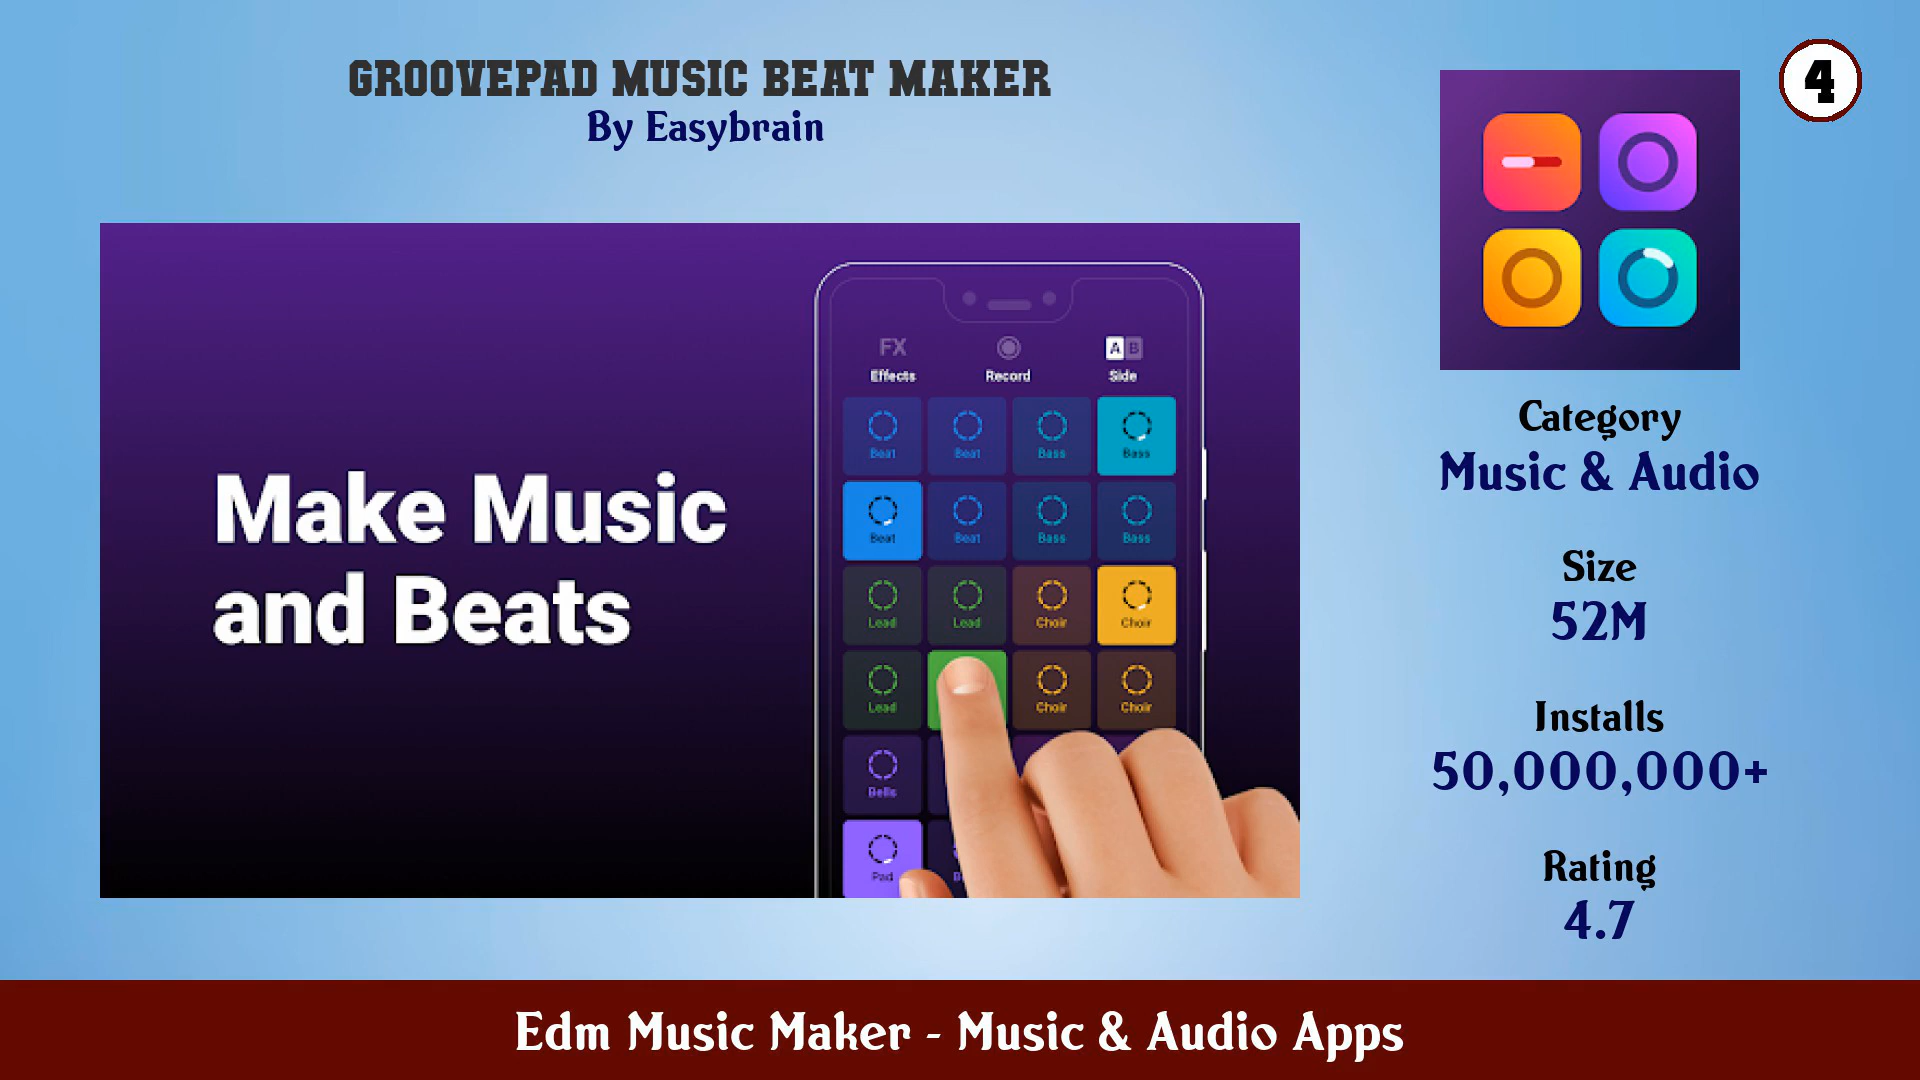 GROOVEPAD MUSIC BEAT MAKER
By Easybrain
4
Make Music
and Beats
FX
A B
Effects Record Side
Beat Beat Bass Bass
Beat Beat Bass Bass
Lead Lead Choir Choir
Lead Choir Choir
Bells
Pad
Category
Music & Audio
Size
52M
Installs
50,000,000+
Rating
4.7
Edm Music Maker - Music & Audio Apps